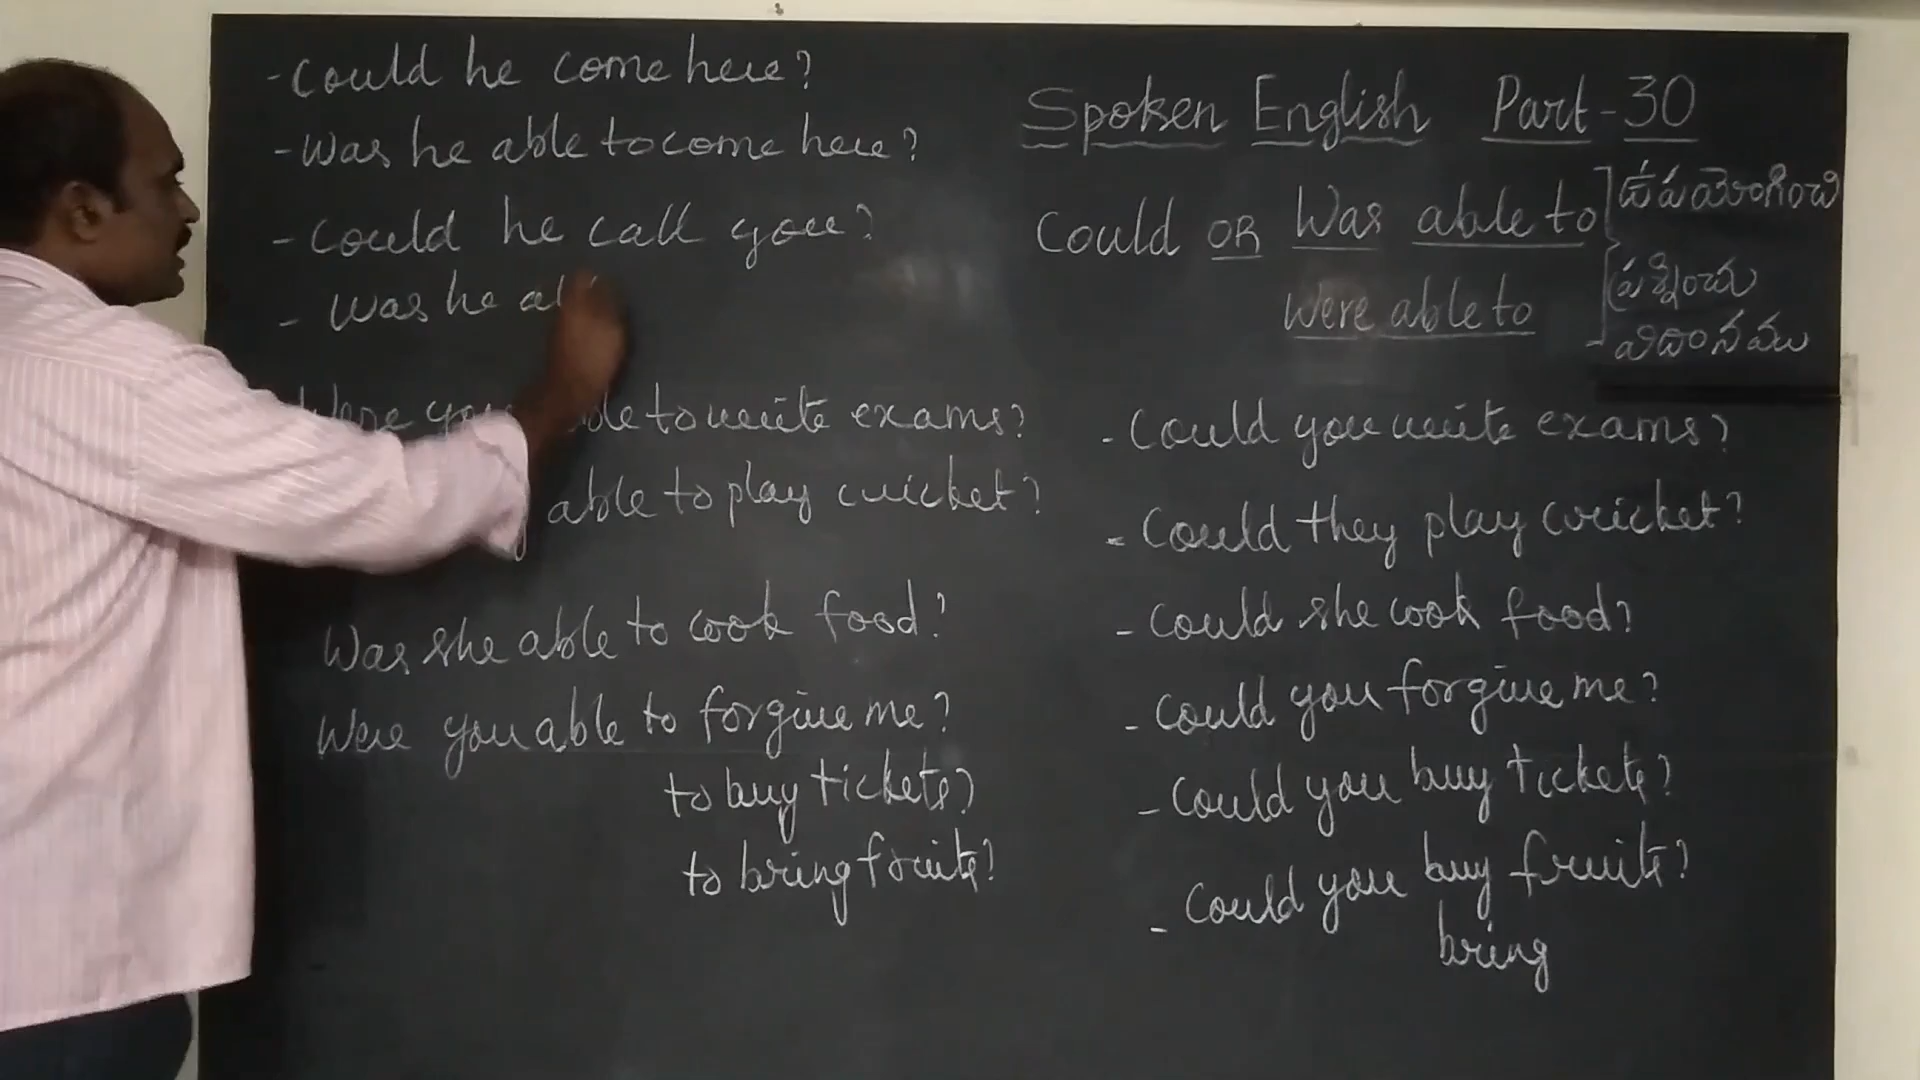 - Could he come here?
- Was he able to come here?
- Could he call you?
- Was he
Were you able to write exams?
able to play cricket?
Was she able to cook food?
Were you able to forgive me?
to buy tickets?
to bring fruits?
Spoken English Part-30
Could OR Was able to
Were able to
ఉపయోగించి
ప్రశ్నించు
విధానము
- Could you write exams?
- Could they play cricket?
- Could she cook food?
- Could you forgive me?
- Could you buy tickets?
- Could you buy fruits?
bring